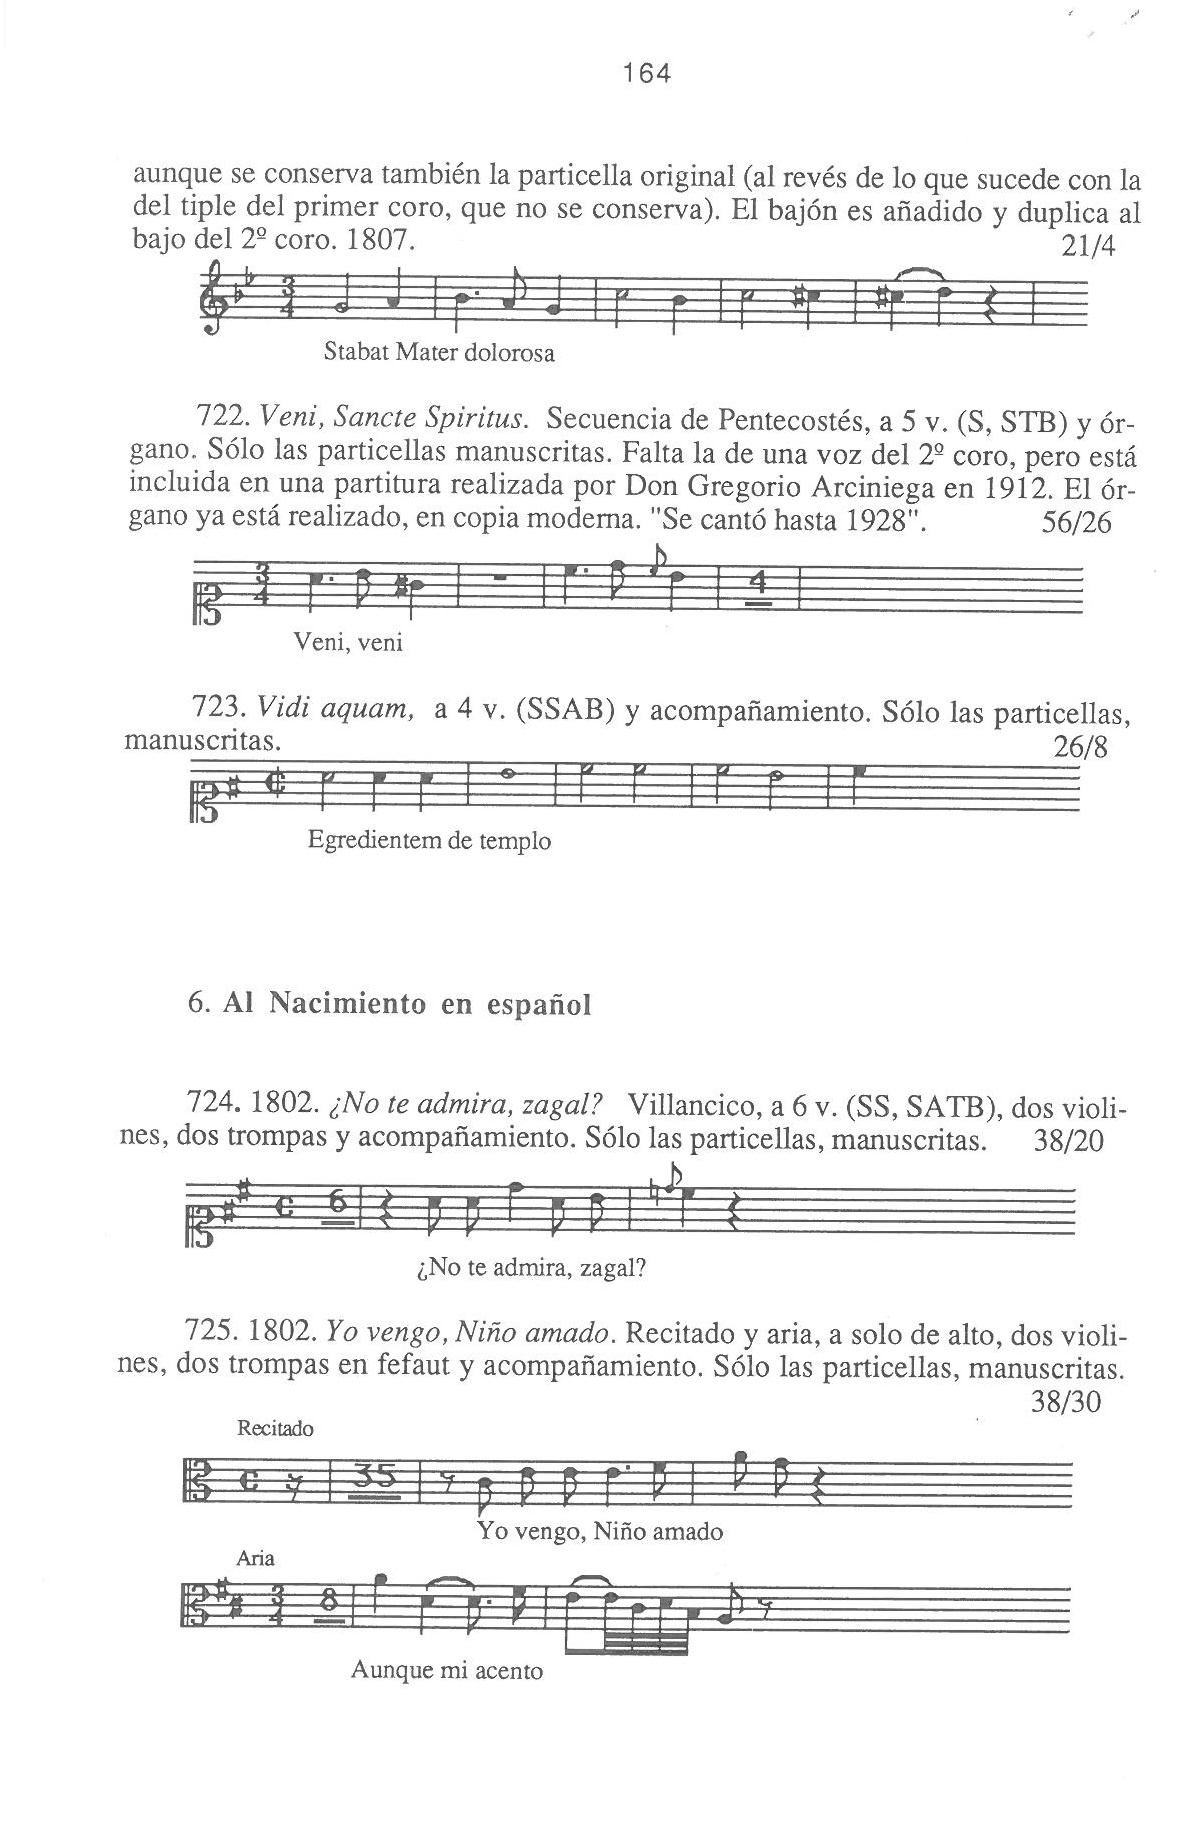 164
aunque se conserva también la particella original (al revés de lo que sucede con la
del tiple del primer coro, que no se conserva). El bajón es añadido y duplica al
bajo del 2º coro. 1807. 21/4
3
4
Stabat Mater dolorosa
722. Veni, Sancte Spiritus. Secuencia de Pentecostés, a 5 v. (S, STB) y ór-
gano. Sólo las particellas manuscritas. Falta la de una voz del 2º coro, pero está
incluida en una partitura realizada por Don Gregorio Arciniega en 1912. El ór-
gano ya está realizado, en copia moderna. "Se cantó hasta 1928". 56/26
3
4
4
Veni, veni
723. Vidi aquam, a 4 v. (SSAB) y acompañamiento. Sólo las particellas,
manuscritas. 26/8
Egredientem de templo
6. Al Nacimiento en español
724. 1802. ¿No te admira, zagal? Villancico, a 6 v. (SS, SATB), dos violi-
nes, dos trompas y acompañamiento. Sólo las particellas, manuscritas. 38/20
6
¿No te admira, zagal?
725. 1802. Yo vengo, Niño amado. Recitado y aria, a solo de alto, dos violi-
nes, dos trompas en fefaut y acompañamiento. Sólo las particellas, manuscritas.
38/30
Recitado
35
Yo vengo, Niño amado
Aria
3
4
8
Aunque mi acento